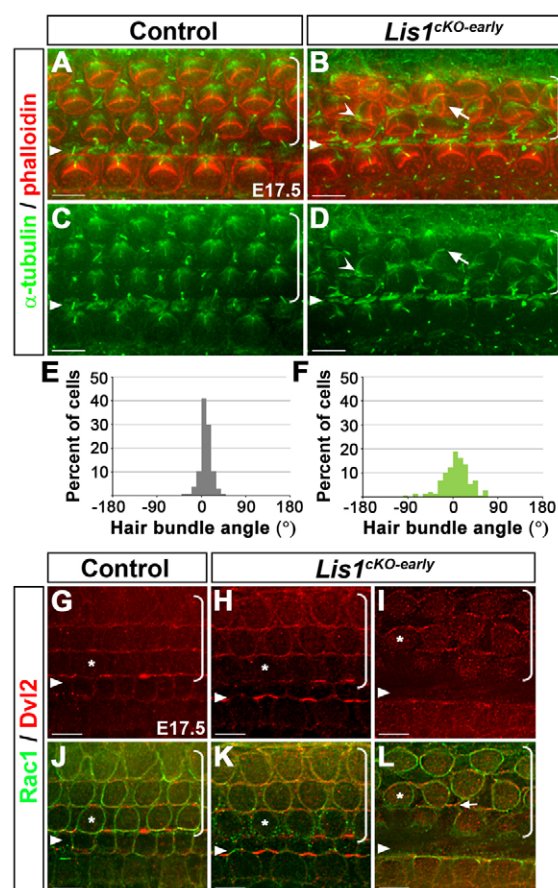 Control
Lis1cKO-early
α-tubulin / phalloidin
A
B
E17.5
C
D
E
F
Percent of cells
50
40
30
20
10
-180 -90 0 90 180
Hair bundle angle (°)
Percent of cells
50
40
30
20
10
-180 -90 0 90 180
Hair bundle angle (°)
Control
Lis1cKO-early
Rac1 / Dvl2
G
H
I
*
*
*
E17.5
J
K
L
*
*
*